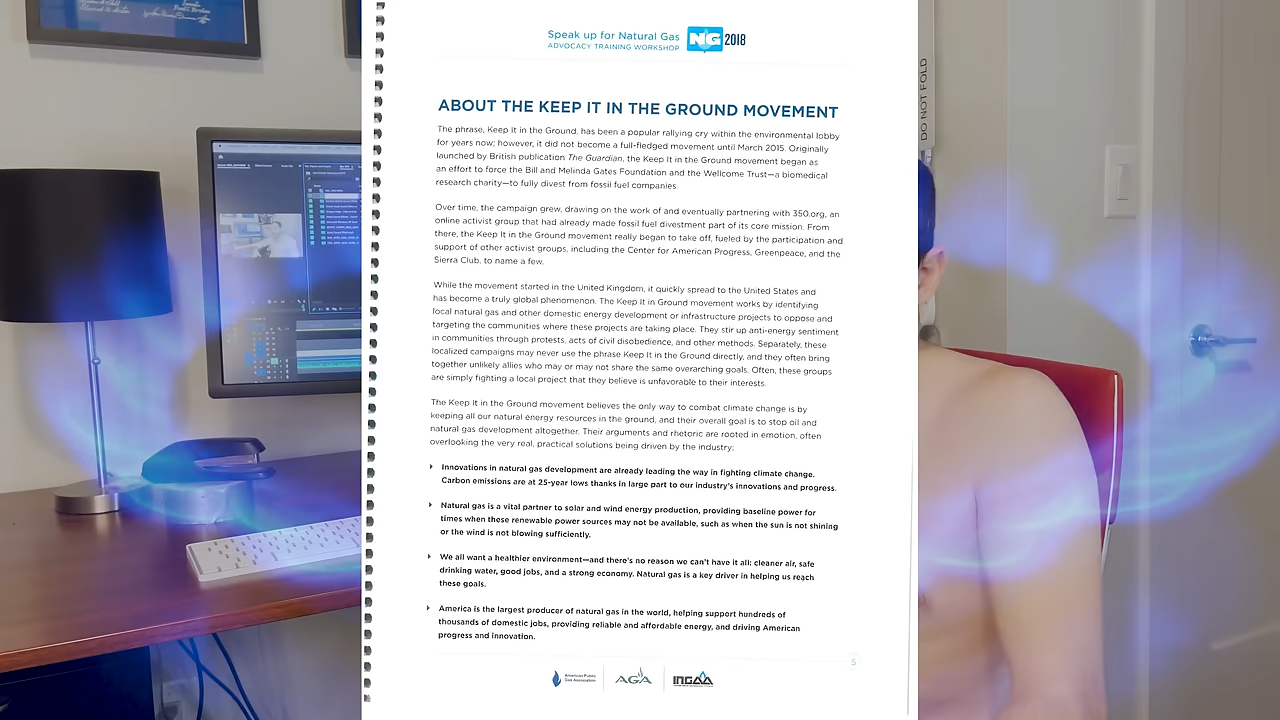 Speak up for Natural Gas
ADVOCACY TRAINING WORKSHOP
NG 2018
DO NOT FOLD
ABOUT THE KEEP IT IN THE GROUND MOVEMENT
The phrase, Keep It in the Ground, has been a popular rallying cry within the environmental lobby
for years now; however, it did not become a full-fledged movement until March 2015. Originally
launched by British publication The Guardian, the Keep It in the Ground movement began as
an effort to force the Bill and Melinda Gates Foundation and the Wellcome Trust—a biomedical
research charity—to fully divest from fossil fuel companies.
Over time, the campaign grew, drawing on the work of and eventually partnering with 350.org, an
online activist group that had already made fossil fuel divestment part of its core mission. From
there, the Keep It in the Ground movement really began to take off, fueled by the participation and
support of other activist groups, including the Center for American Progress, Greenpeace, and the
Sierra Club, to name a few.
While the movement started in the United Kingdom, it quickly spread to the United States and
has become a truly global phenomenon. The Keep It in Ground movement works by identifying
local natural gas and other domestic energy development or infrastructure projects to oppose and
targeting the communities where these projects are taking place. They stir up anti-energy sentiment
in communities through protests, acts of civil disobedience, and other methods. Separately, these
localized campaigns may never use the phrase Keep It in the Ground directly, and they often bring
together unlikely allies who may or may not share the same overarching goals. Often, these groups
are simply fighting a local project that they believe is unfavorable to their interests.
The Keep It in the Ground movement believes the only way to combat climate change is by
keeping all our natural energy resources in the ground, and their overall goal is to stop oil and
natural gas development altogether. Their arguments and rhetoric are rooted in emotion, often
overlooking the very real, practical solutions being driven by the industry:
Innovations in natural gas development are already leading the way in fighting climate change.
Carbon emissions are at 25-year lows thanks in large part to our industry's innovations and progress.
Natural gas is a vital partner to solar and wind energy production, providing baseline power for
times when these renewable power sources may not be available, such as when the sun is not shining
or the wind is not blowing sufficiently.
We all want a healthier environment—and there's no reason we can't have it all: cleaner air, safe
drinking water, good jobs, and a strong economy. Natural gas is a key driver in helping us reach
these goals.
America is the largest producer of natural gas in the world, helping support hundreds of
thousands of domestic jobs, providing reliable and affordable energy, and driving American
progress and innovation.
5
American Public
Gas Association
AGA
INGAA